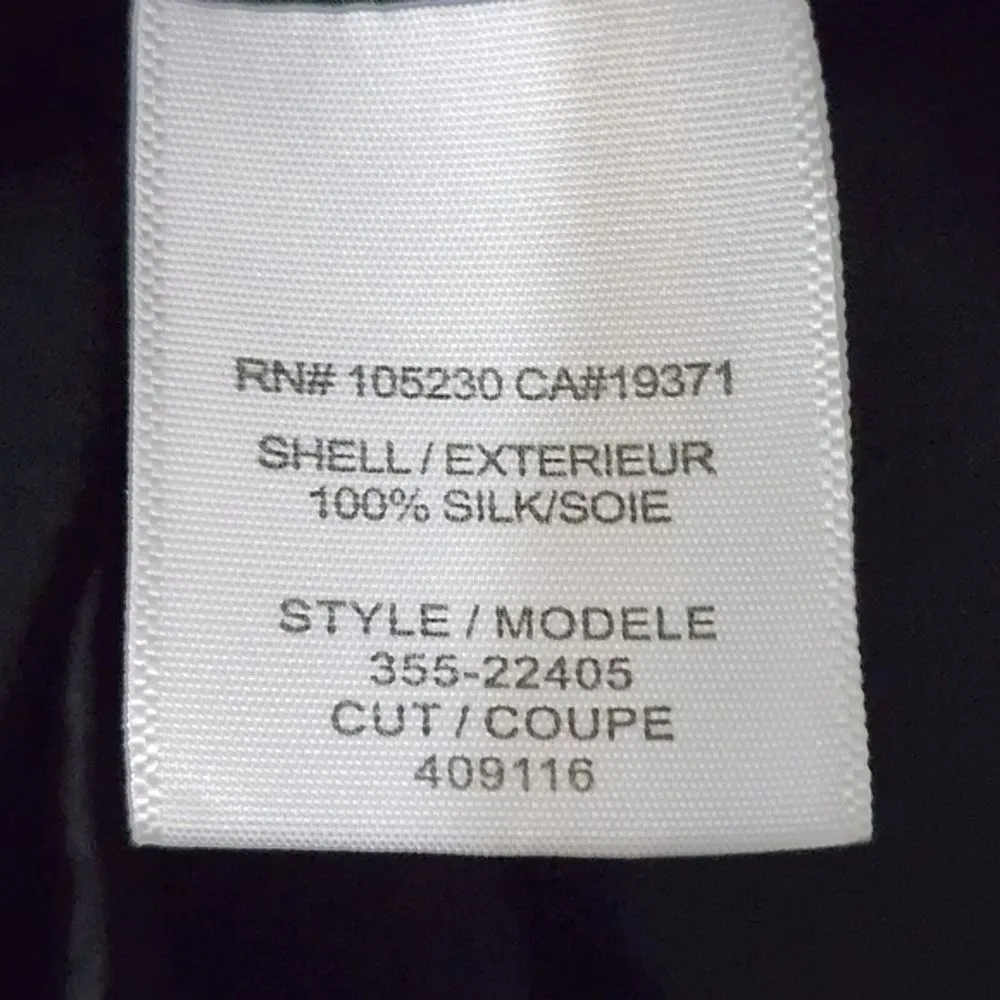 RN# 105230 CA#19371
SHELL / EXTERIEUR
100% SILK/SOIE
STYLE / MODELE
355-22405
CUT / COUPE
409116